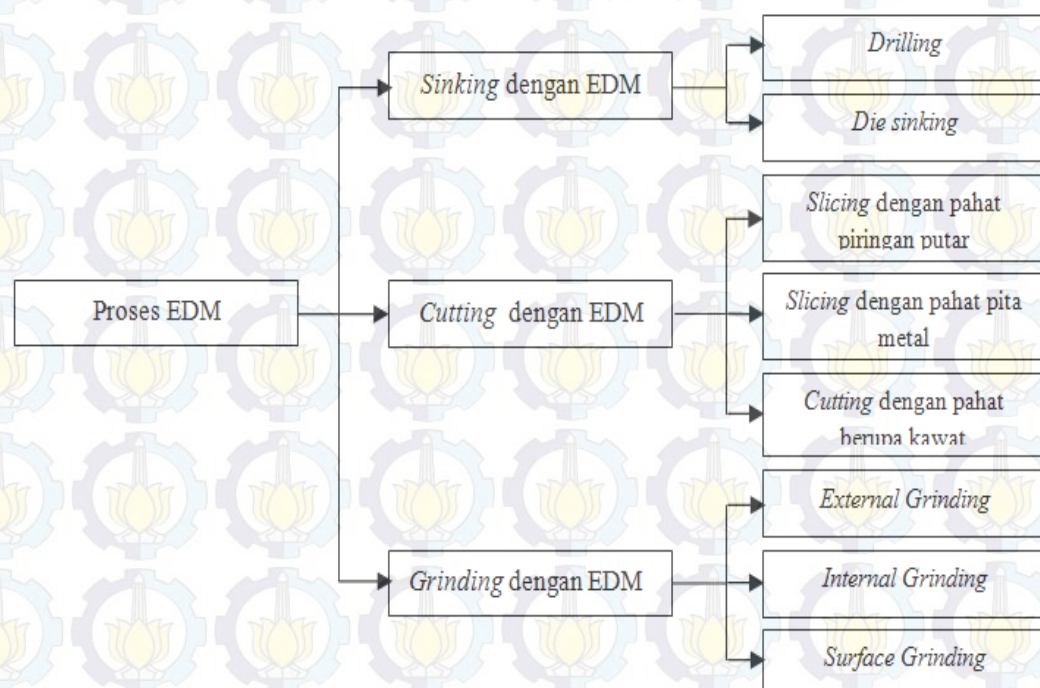 Proses EDM
Sinking dengan EDM
Drilling
Die sinking
Cutting dengan EDM
Slicing dengan pahat
piringan putar
Slicing dengan pahat pita
metal
Cutting dengan pahat
berupa kawat
Grinding dengan EDM
External Grinding
Internal Grinding
Surface Grinding